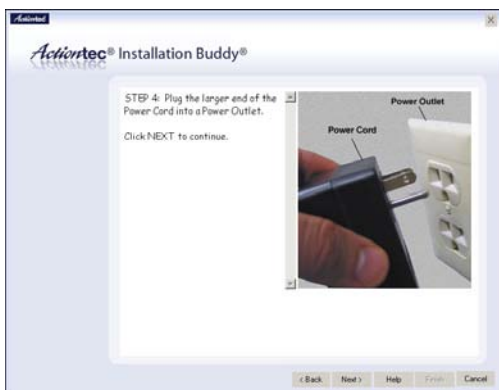 Actiontec
Actiontec® Installation Buddy®
STEP 4: Plug the larger end of the
Power Cord into a Power Outlet.
Click NEXT to continue.
Power Outlet
Power Cord
< Back Next > Help Finish Cancel